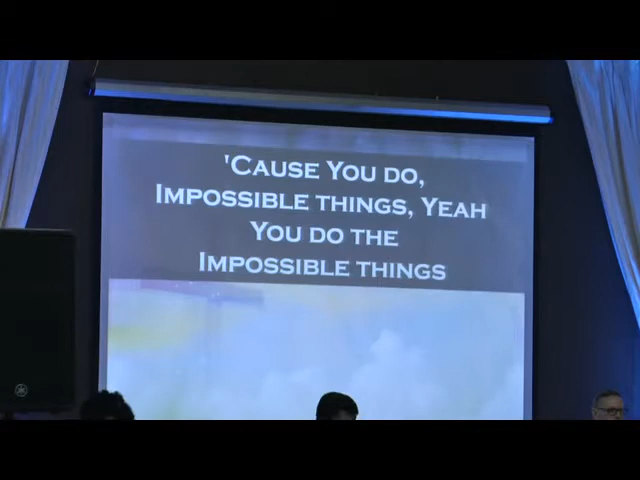 'CAUSE YOU DO,
IMPOSSIBLE THINGS, YEAH
YOU DO THE
IMPOSSIBLE THINGS